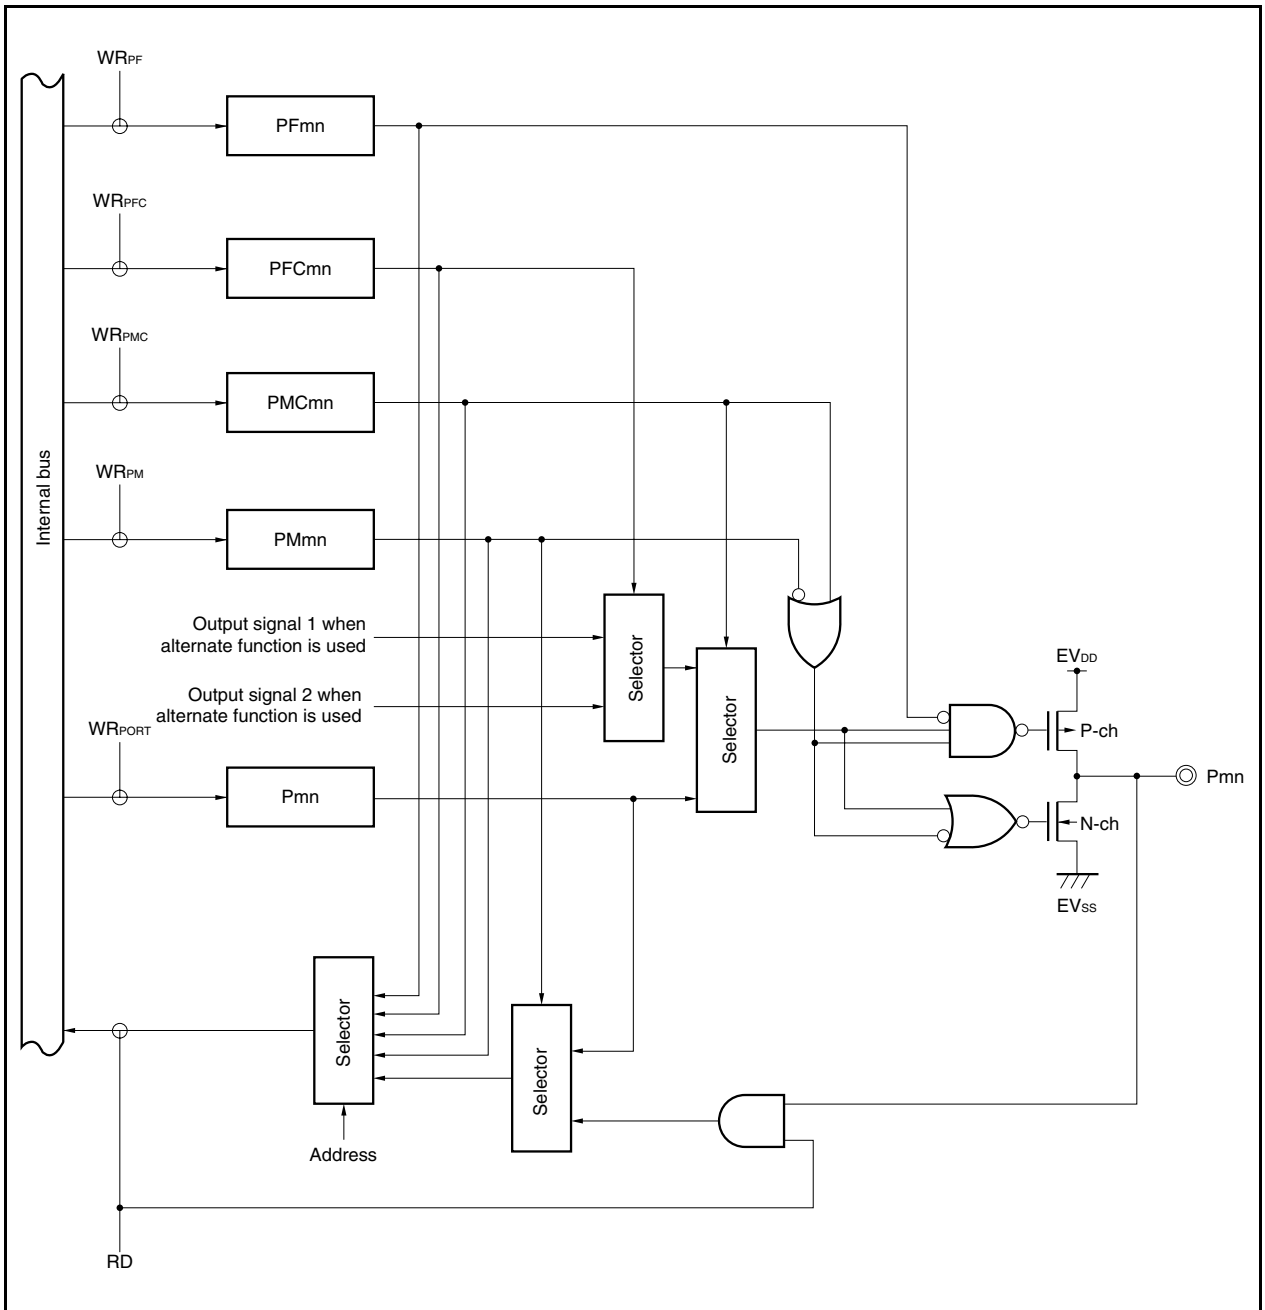 WRPF
PFmn
WRPFC
PFCmn
WRPMC
PMCmn
Internal bus
WRPM
PMmn
Output signal 1 when
alternate function is used
Selector
Output signal 2 when
alternate function is used
Selector
EVDD
P-ch
WRPORT
Pmn
Pmn
N-ch
EVSS
Selector
Selector
Address
RD